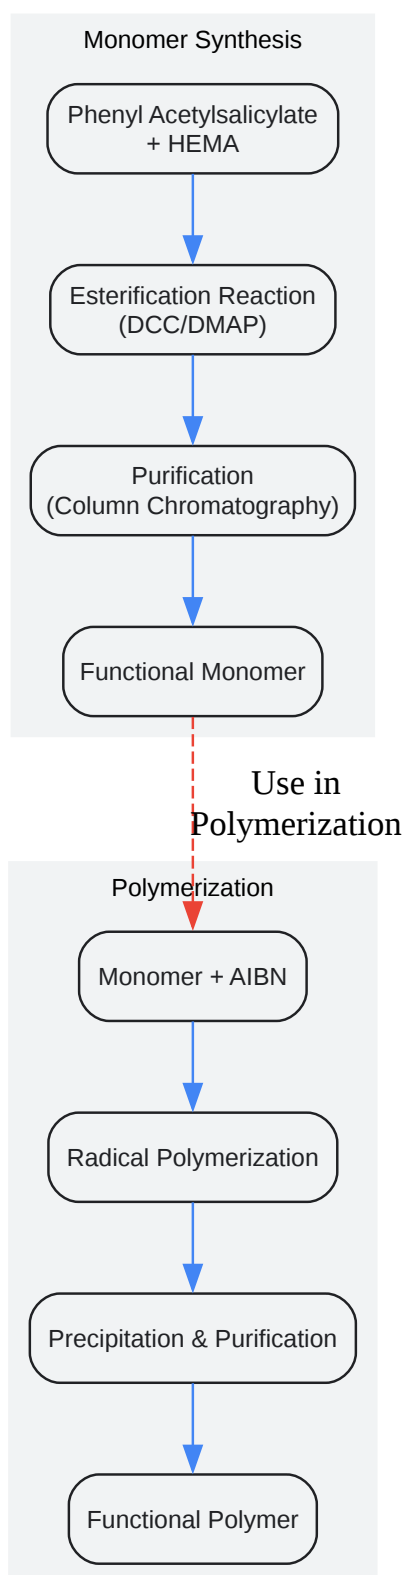 Monomer Synthesis
Phenyl Acetylsalicylate
+ HEMA
Esterification Reaction
(DCC/DMAP)
Purification
(Column Chromatography)
Functional Monomer
Use in
Polymerization
Polymerization
Monomer + AIBN
Radical Polymerization
Precipitation & Purification
Functional Polymer